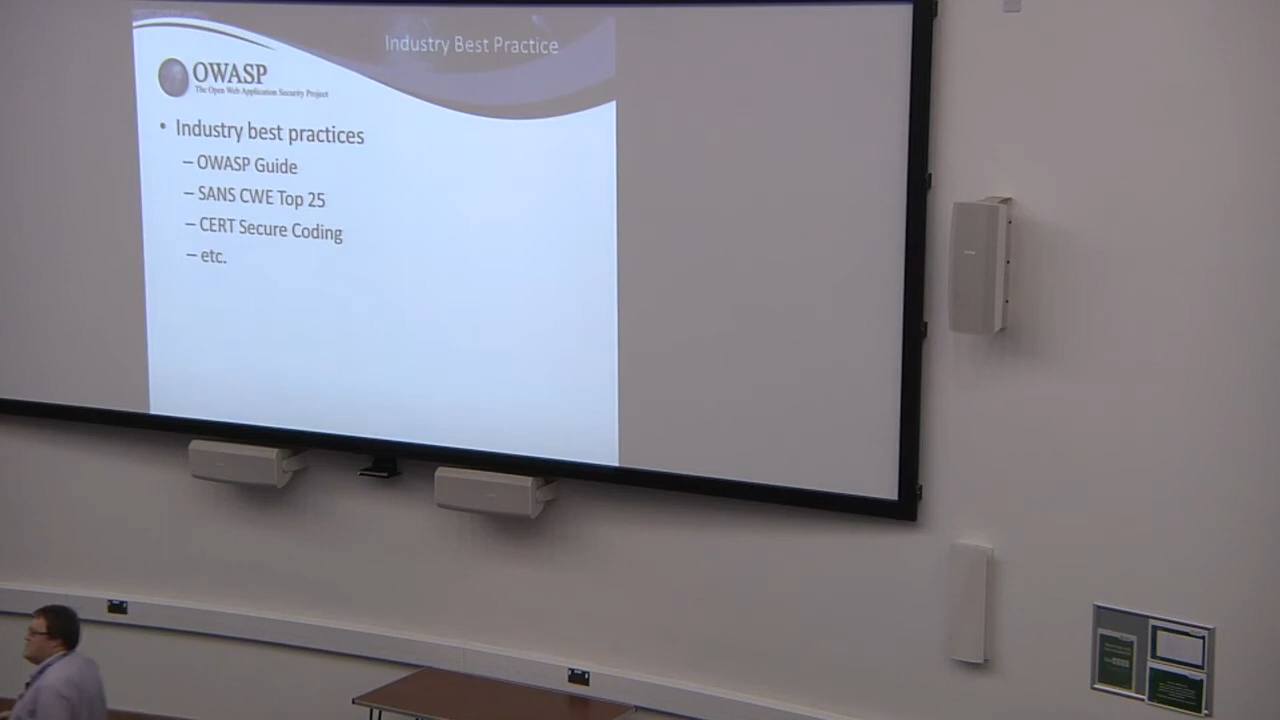 Industry Best Practice
OWASP
The Open Web Application Security Project
• Industry best practices
– OWASP Guide
– SANS CWE Top 25
– CERT Secure Coding
– etc.